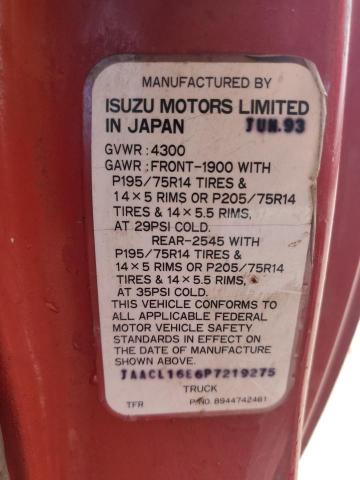 MANUFACTURED BY
ISUZU MOTORS LIMITED
IN JAPAN JUN.93
GVWR : 4300
GAWR : FRONT-1900 WITH
P195/75R14 TIRES &
14×5 RIMS OR P205/75R14
TIRES & 14×5.5 RIMS,
AT 29PSI COLD.
REAR-2545 WITH
P195/75R14 TIRES &
14×5 RIMS OR P205/75R14
TIRES & 14×5.5 RIMS,
AT 35PSI COLD.
THIS VEHICLE CONFORMS TO
ALL APPLICABLE FEDERAL
MOTOR VEHICLE SAFETY
STANDARDS IN EFFECT ON
THE DATE OF MANUFACTURE
SHOWN ABOVE.
JAACL16E6P7219275
TRUCK
TFR P/NO. 8944742461